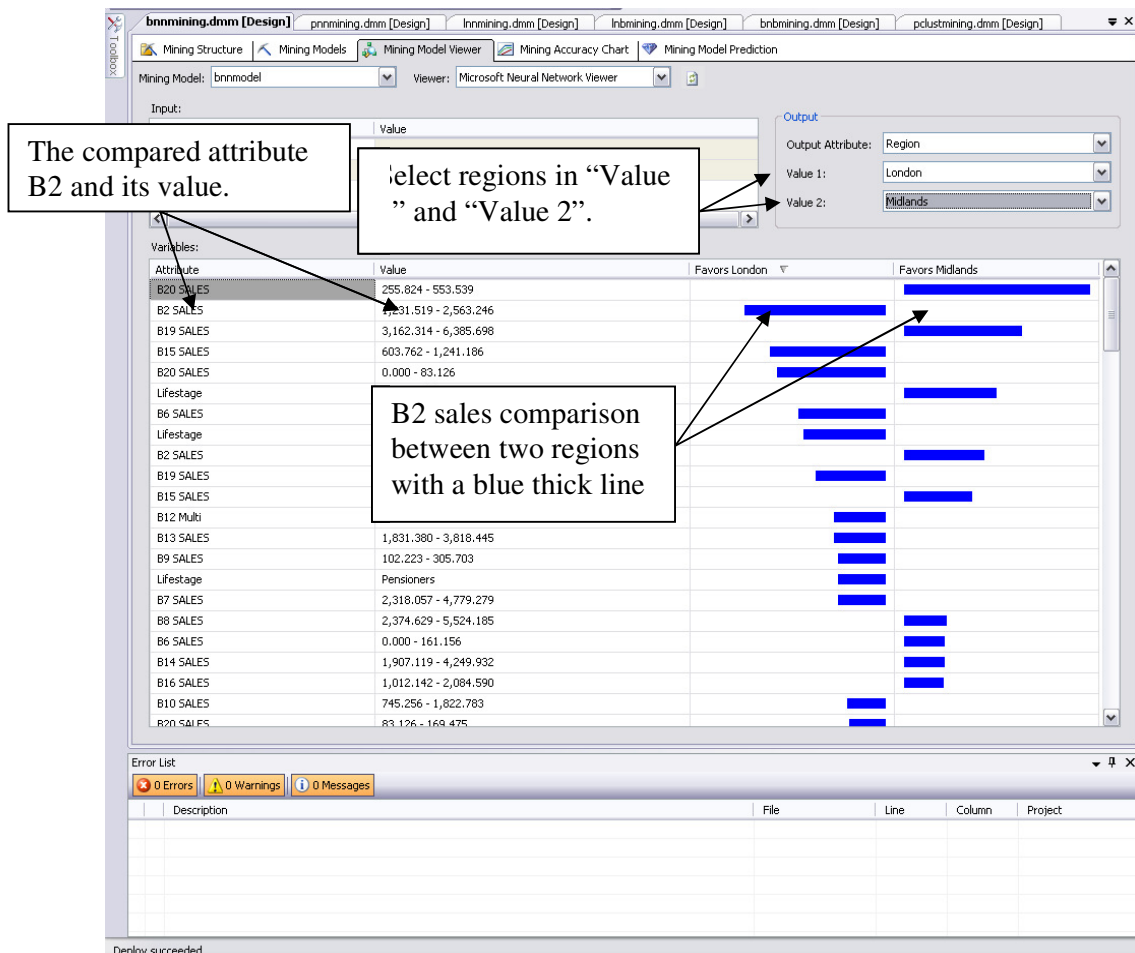 bnnmining.dmm [Design] pnnmining.dmm [Design] lnnmining.dmm [Design] lnbmining.dmm [Design] bnbmining.dmm [Design] pclustmining.dmm [Design]
Toolbox
Mining Structure Mining Models Mining Model Viewer Mining Accuracy Chart Mining Model Prediction
Mining Model: bnnmodel Viewer: Microsoft Neural Network Viewer
Input:
Value
Output
Output Attribute: Region
Value 1: London
Value 2: Midlands
The compared attribute
B2 and its value.
select regions in “Value
” and “Value 2”.
Variables:
Attribute Value Favors London Favors Midlands
B20 SALES 255.824 - 553.539
B2 SALES 1,231.519 - 2,563.246
B19 SALES 3,162.314 - 6,385.698
B15 SALES 603.762 - 1,241.186
B20 SALES 0.000 - 83.126
Lifestage
B6 SALES
Lifestage
B2 SALES
B19 SALES
B15 SALES
B12 Multi
B2 sales comparison
between two regions
with a blue thick line
B13 SALES 1,831.380 - 3,818.445
B9 SALES 102.223 - 305.703
Lifestage Pensioners
B7 SALES 2,318.057 - 4,779.279
B8 SALES 2,374.629 - 5,524.185
B6 SALES 0.000 - 161.156
B14 SALES 1,907.119 - 4,249.932
B16 SALES 1,012.142 - 2,084.590
B10 SALES 745.256 - 1,822.783
B20 SALES 83.126 - 169.475
Error List
0 Errors 0 Warnings 0 Messages
Description File Line Column Project
Deploy succeeded